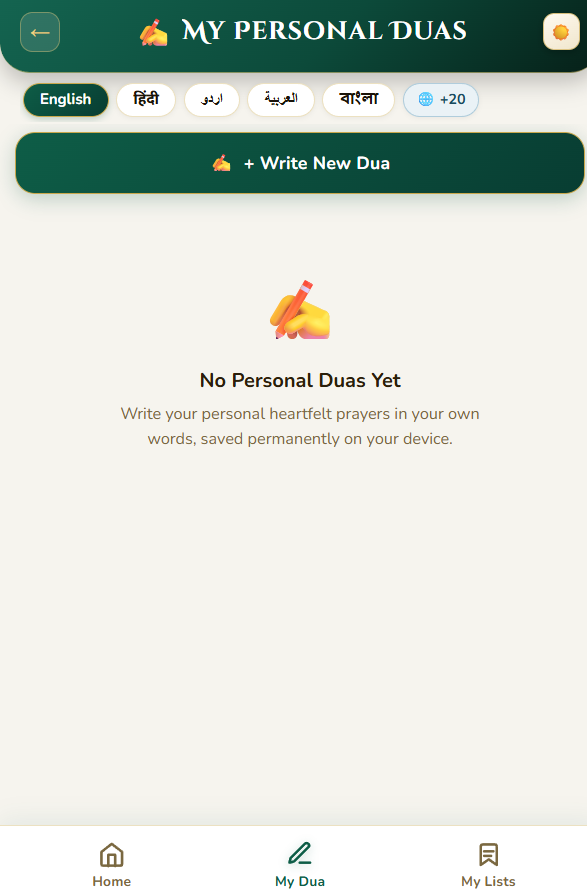 ← ✍️ My Personal Duas
English हिंदी اردو العربية বাংলা 🌐 +20
✍️ + Write New Dua
No Personal Duas Yet
Write your personal heartfelt prayers in your own
words, saved permanently on your device.
Home My Dua My Lists